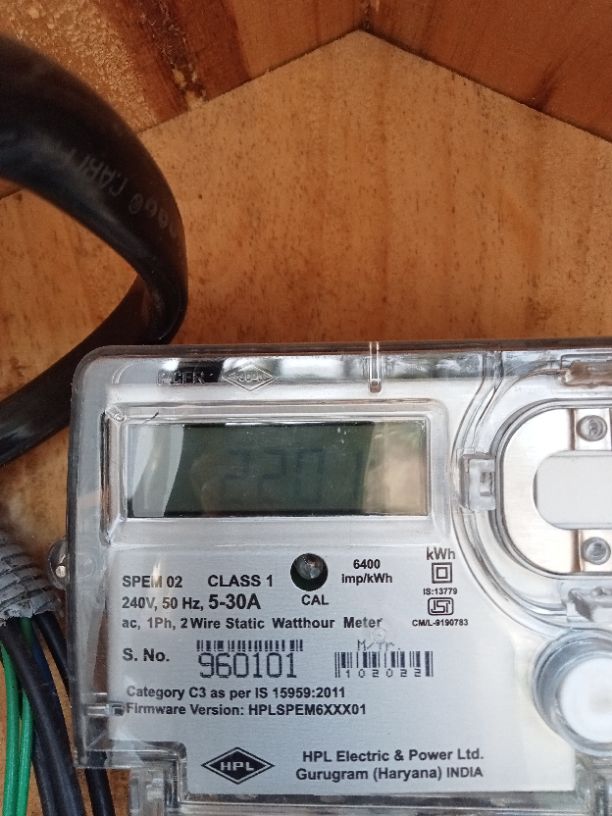 SPEM 02 CLASS 1
6400
imp/kWh
kWh
240V, 50 Hz, 5-30A
CAL
IS:13779
ac, 1Ph, 2Wire Static Watthour Meter
CM/L-9190783
S. No. 960101
M/Yr.
102022
Category C3 as per IS 15959:2011
Firmware Version: HPLSPEM6XXX01
HPL
HPL Electric & Power Ltd.
Gurugram (Haryana) INDIA